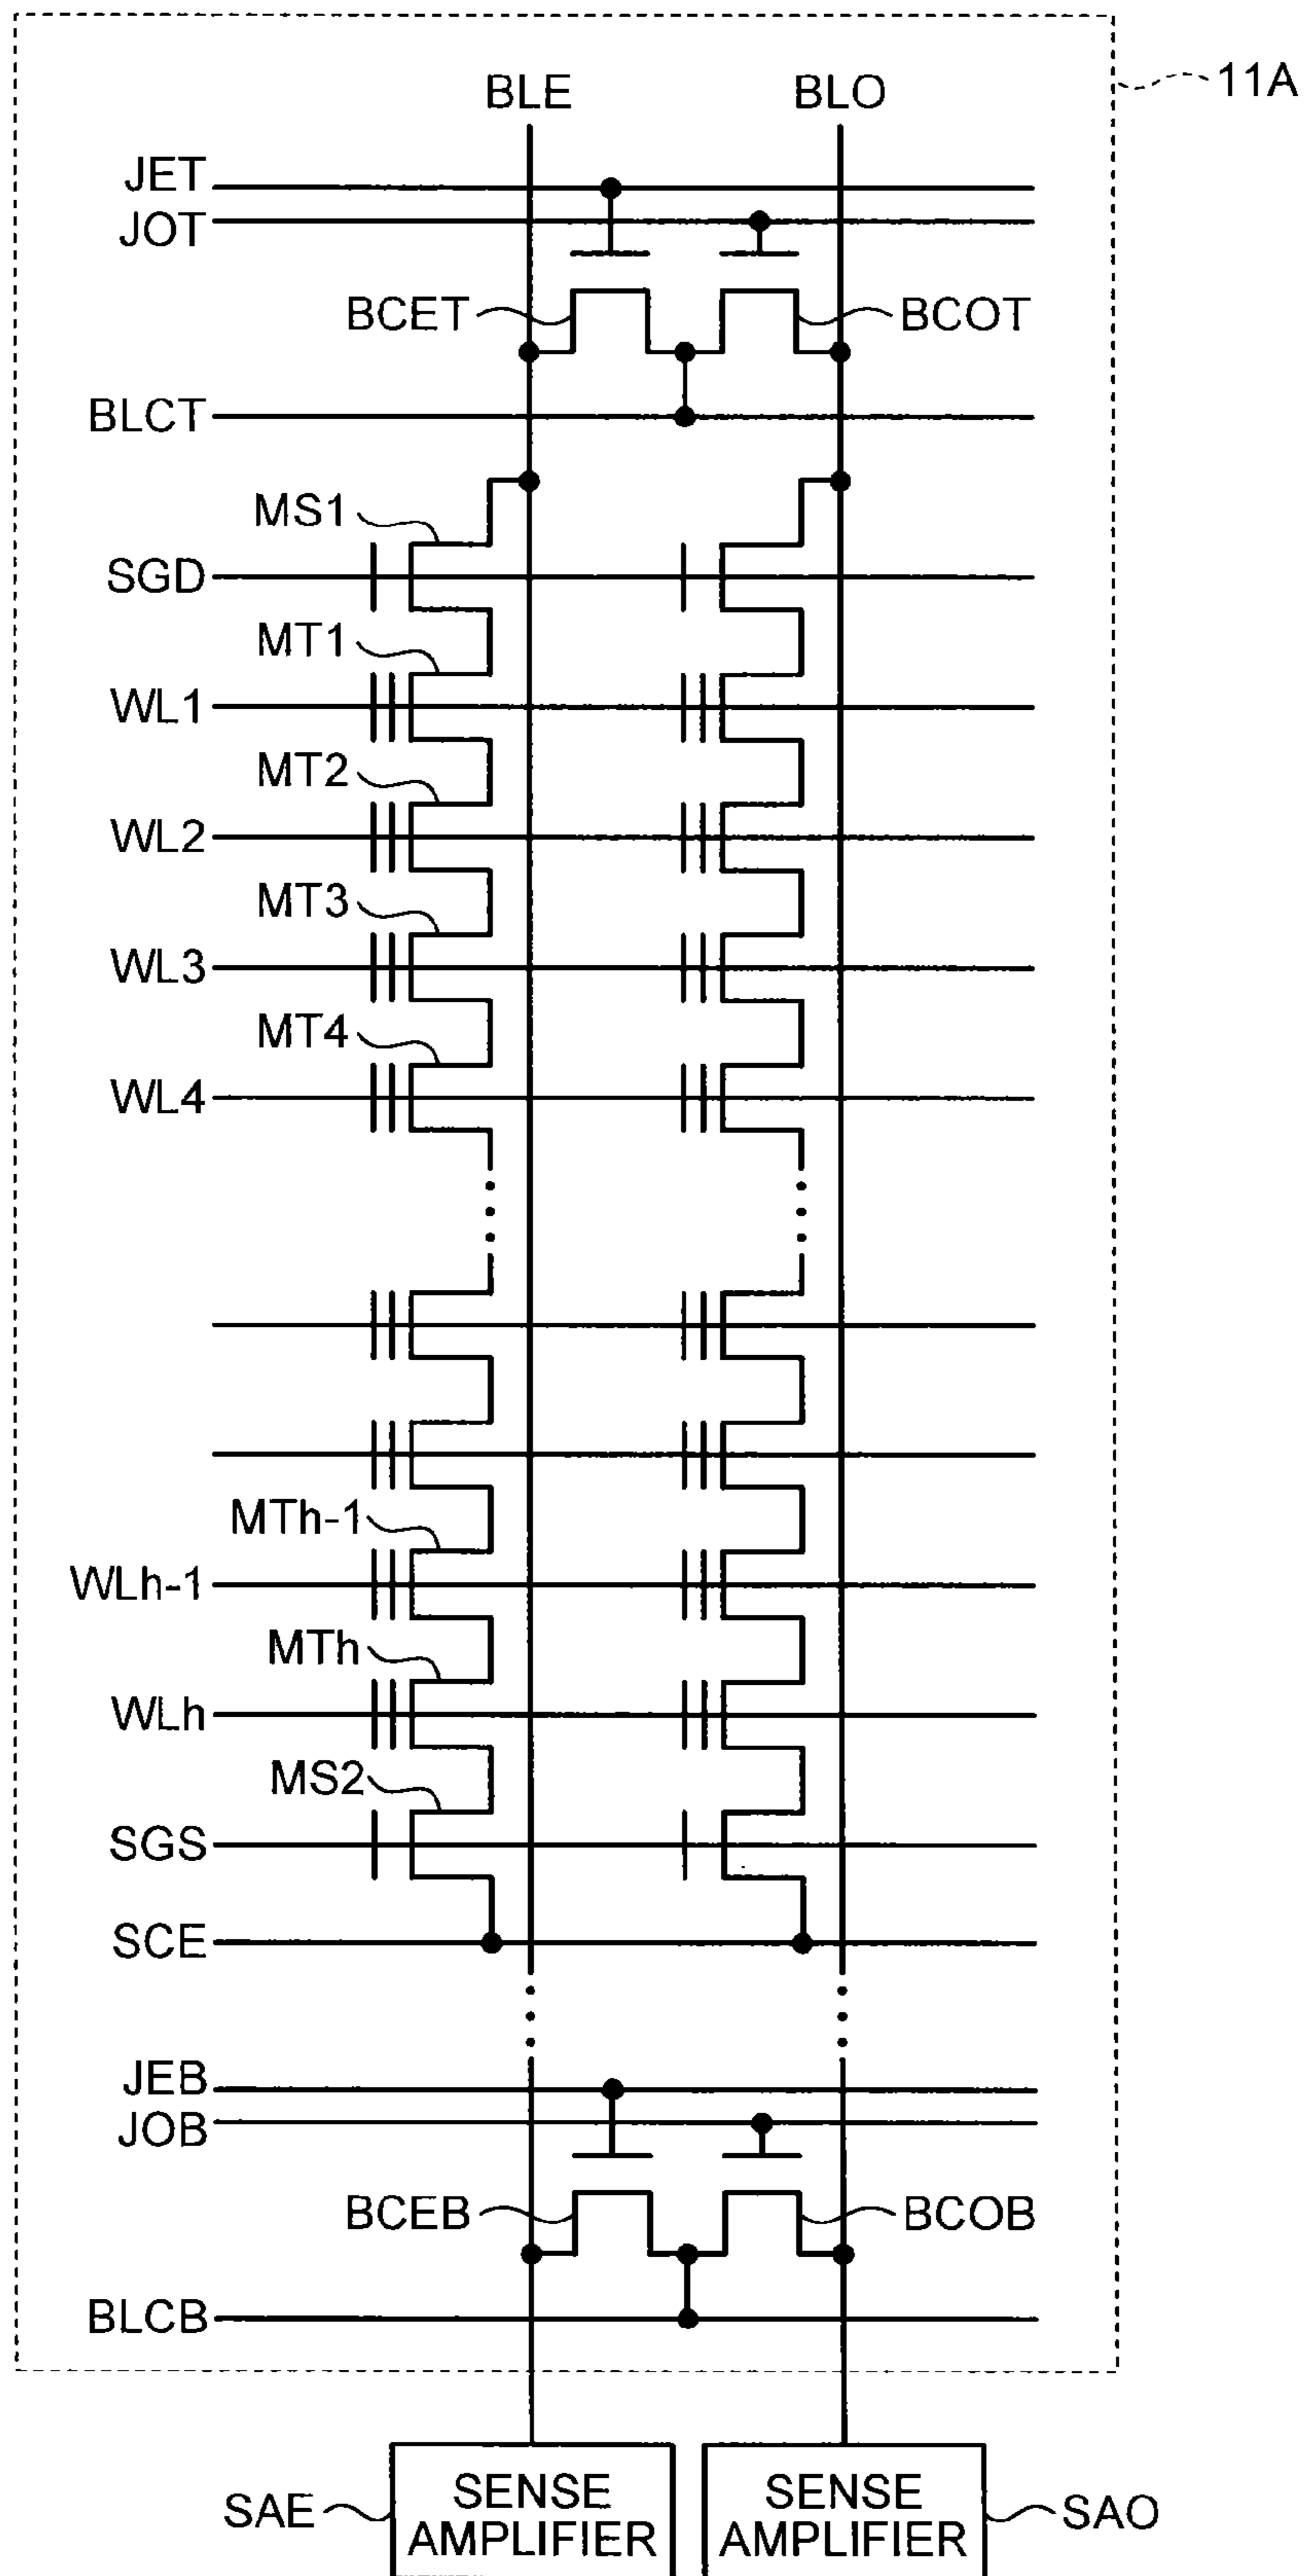 11A
BLE BLO
JET
JOT
BCET BCOT
BLCT
MS1
SGD
MT1
WL1
MT2
WL2
MT3
WL3
MT4
WL4
MTh-1
WLh-1
MTh
WLh
MS2
SGS
SCE
JEB
JOB
BCEB BCOB
BLCB
SAE SENSE AMPLIFIER SENSE AMPLIFIER SAO